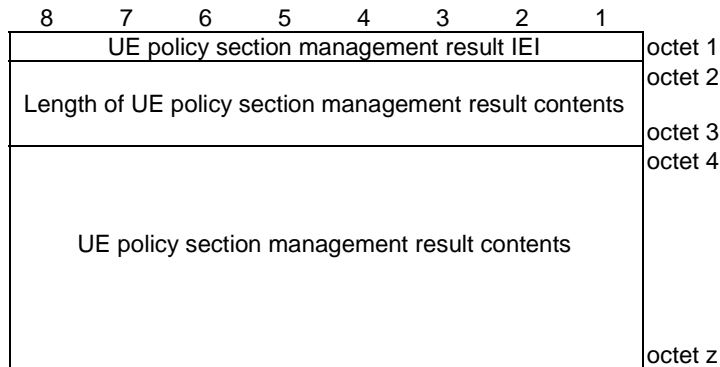 8 7 6 5 4 3 2 1
UE policy section management result IEI octet 1
octet 2
Length of UE policy section management result contents
octet 3
octet 4
UE policy section management result contents
octet z